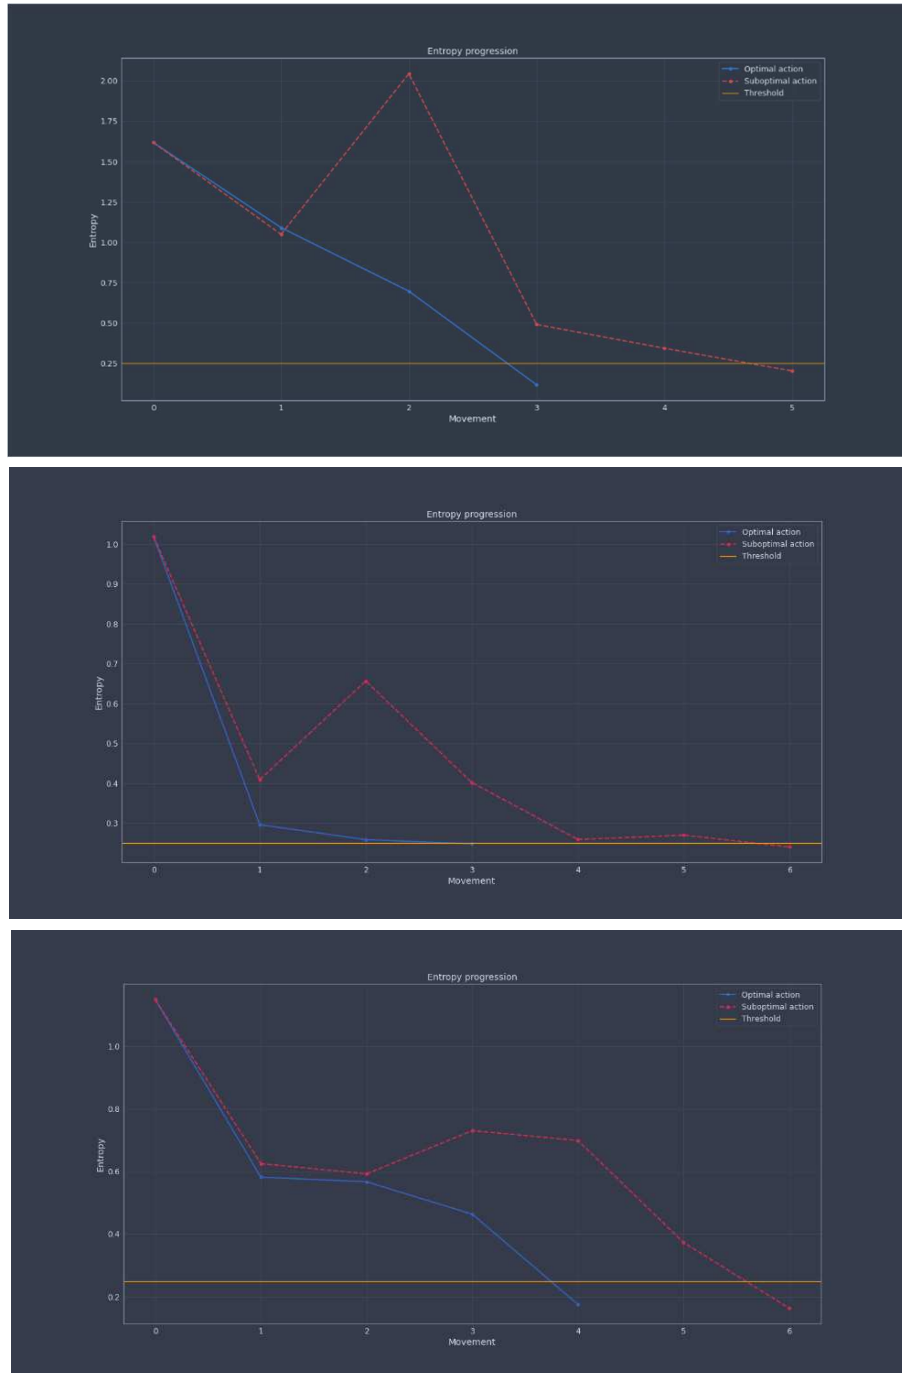 Entropy progression
Optimal action
Suboptimal action
Threshold
2.00
1.75
1.50
1.25
1.00
0.75
0.50
0.25
Entropy
0 1 2 3 4 5
Movement
Entropy progression
Optimal action
Suboptimal action
Threshold
1.0
0.9
0.8
0.7
0.6
0.5
0.4
0.3
Entropy
0 1 2 3 4 5 6
Movement
Entropy progression
Optimal action
Suboptimal action
Threshold
1.0
0.8
0.6
0.4
0.2
Entropy
0 1 2 3 4 5 6
Movement